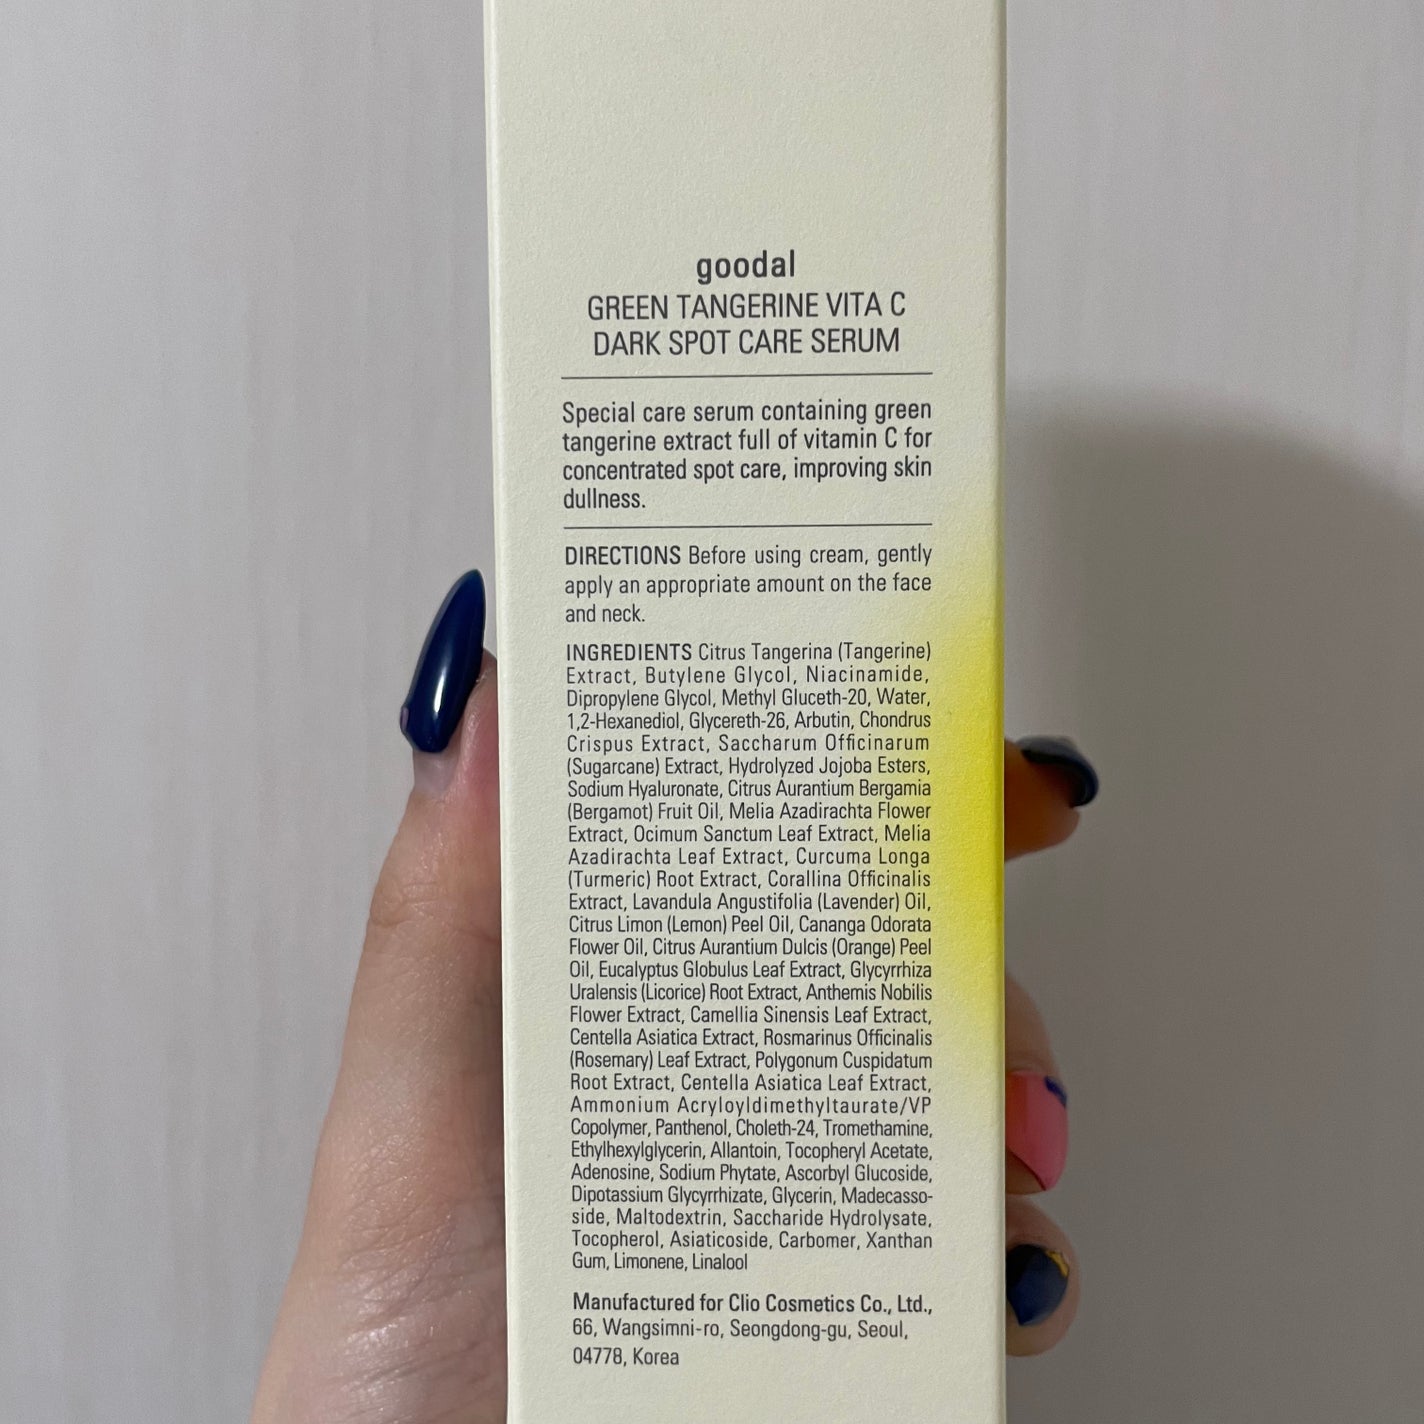 goodal
GREEN TANGERINE VITA C
DARK SPOT CARE SERUM
Special care serum containing green
tangerine extract full of vitamin C for
concentrated spot care, improving skin
dullness.
DIRECTIONS Before using cream, gently
apply an appropriate amount on the face
and neck.
INGREDIENTS Citrus Tangerina (Tangerine)
Extract, Butylene Glycol, Niacinamide,
Dipropylene Glycol, Methyl Gluceth-20, Water,
1,2-Hexanediol, Glycereth-26, Arbutin, Chondrus
Crispus Extract, Saccharum Officinarum
(Sugarcane) Extract, Hydrolyzed Jojoba Esters,
Sodium Hyaluronate, Citrus Aurantium Bergamia
(Bergamot) Fruit Oil, Melia Azadirachta Flower
Extract, Ocimum Sanctum Leaf Extract, Melia
Azadirachta Leaf Extract, Curcuma Longa
(Turmeric) Root Extract, Corallina Officinalis
Extract, Lavandula Angustifolia (Lavender) Oil,
Citrus Limon (Lemon) Peel Oil, Cananga Odorata
Flower Oil, Citrus Aurantium Dulcis (Orange) Peel
Oil, Eucalyptus Globulus Leaf Extract, Glycyrrhiza
Uralensis (Licorice) Root Extract, Anthemis Nobilis
Flower Extract, Camellia Sinensis Leaf Extract,
Centella Asiatica Extract, Rosmarinus Officinalis
(Rosemary) Leaf Extract, Polygonum Cuspidatum
Root Extract, Centella Asiatica Leaf Extract,
Ammonium Acryloyldimethyltaurate/VP
Copolymer, Panthenol, Choleth-24, Tromethamine,
Ethylhexylglycerin, Allantoin, Tocopheryl Acetate,
Adenosine, Sodium Phytate, Ascorbyl Glucoside,
Dipotassium Glycyrrhizate, Glycerin, Madecasso-
side, Maltodextrin, Saccharide Hydrolysate,
Tocopherol, Asiaticoside, Carbomer, Xanthan
Gum, Limonene, Linalool
Manufactured for Clio Cosmetics Co., Ltd.,
66, Wangsimni-ro, Seongdong-gu, Seoul,
04778, Korea